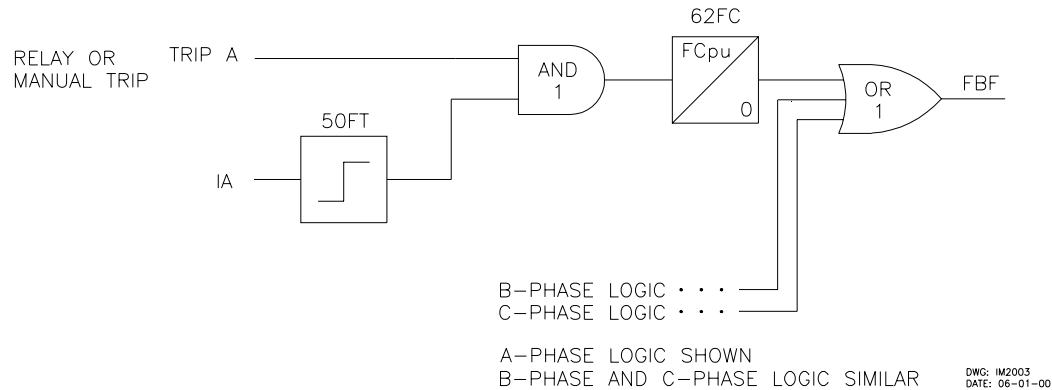 62FC
RELAY OR
MANUAL TRIP
TRIP A
FCpu
0
AND
1
OR
1
FBF
50FT
IA
B-PHASE LOGIC · · ·
C-PHASE LOGIC · · ·
A-PHASE LOGIC SHOWN
B-PHASE AND C-PHASE LOGIC SIMILAR
DWG: IM2003
DATE: 06-01-00